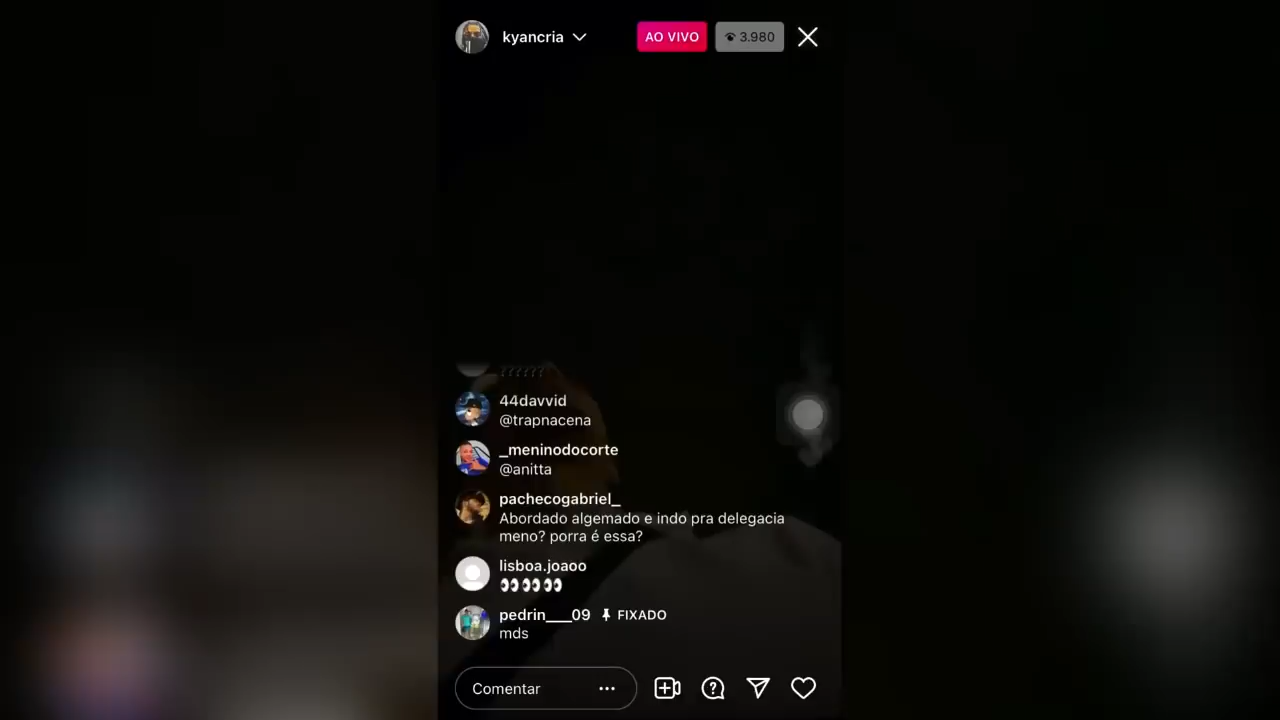 kyancria
AO VIVO
3.980
??????
44davvid
@trapnacena
_meninodocorte
@anitta
pachecogabriel_
Abordado algemado e indo pra delegacia
meno? porra é essa?
lisboa.joaoo
👀👀👀👀
pedrin___09 FIXADO
mds
Comentar